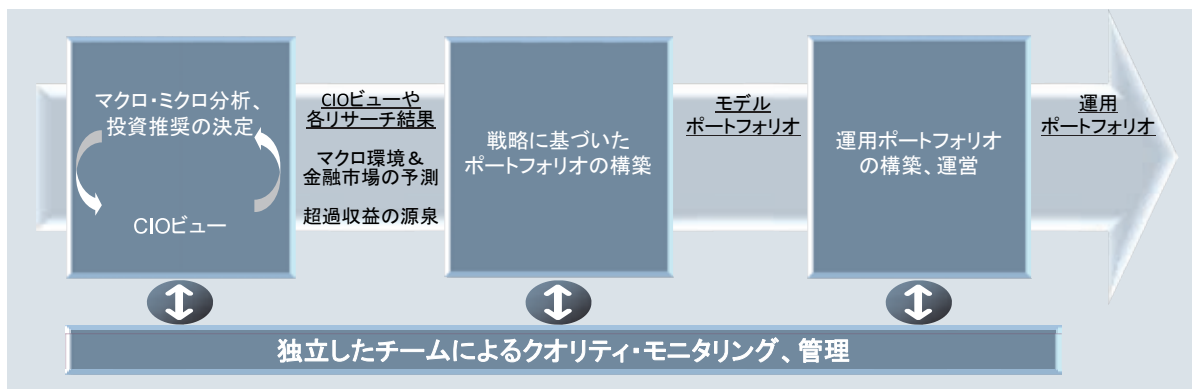 マクロ・ミクロ分析、
投資推奨の決定
CIOビュー
CIOビューや
各リサーチ結果
マクロ環境&
金融市場の予測
超過収益の源泉
戦略に基づいた
ポートフォリオの構築
モデル
ポートフォリオ
運用ポートフォリオ
の構築、運営
運用
ポートフォリオ
独立したチームによるクオリティ・モニタリング、管理